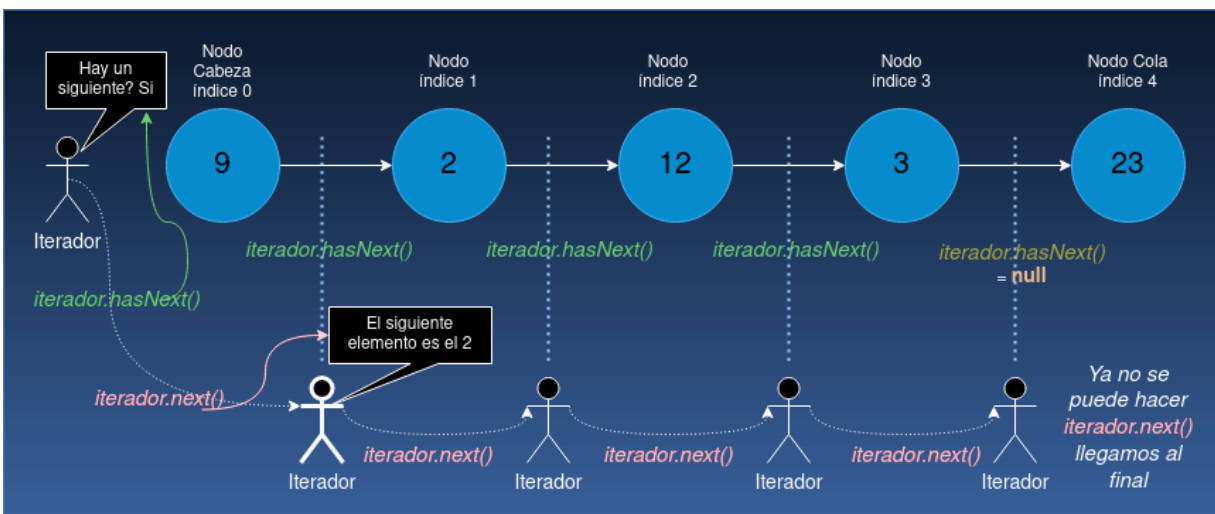 Hay un
siguiente? Si
Nodo
Cabeza
índice 0
Nodo
índice 1
Nodo
índice 2
Nodo
índice 3
Nodo Cola
índice 4
9
2
12
3
23
Iterador
iterador.hasNext()
iterador.hasNext()
iterador.hasNext()
iterador.hasNext()
= null
iterador.hasNext()
El siguiente
elemento es el 2
iterador.next()
iterador.next()
iterador.next()
iterador.next()
Iterador
Iterador
Iterador
Iterador
Ya no se
puede hacer
iterador.next()
llegamos al
final